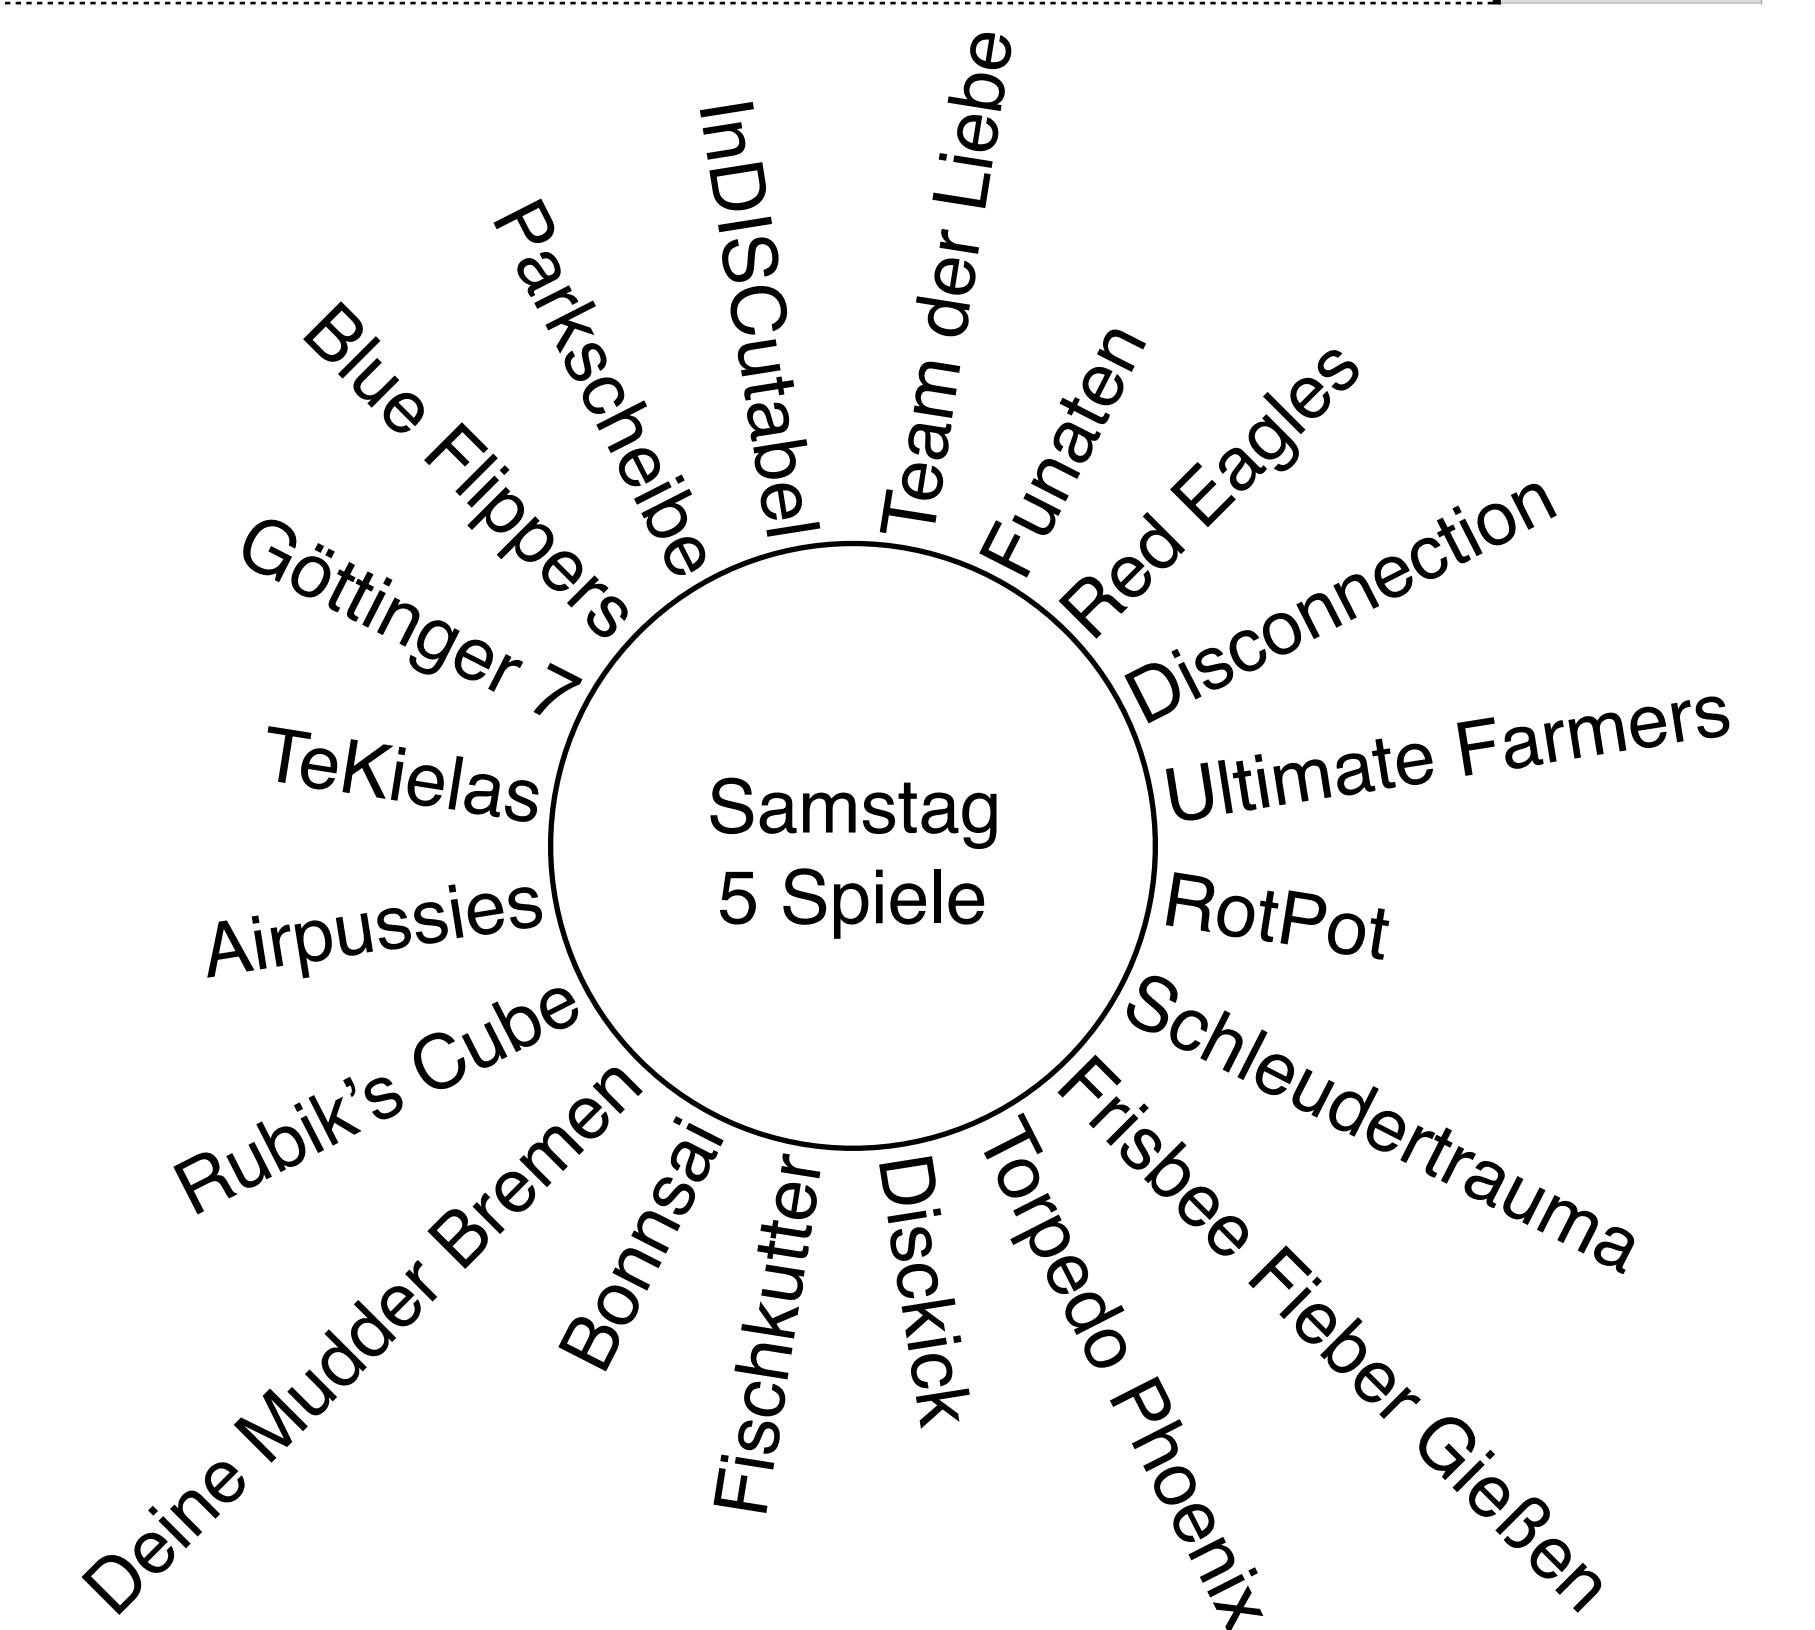 Team der Liebe
Funaten
Red Eagles
Disconnection
Ultimate Farmers
RotPot
Schleudertrauma
Frisbee Fieber Gießen
Torpedo Phoenix
Disckick
Fischkutter
Bonnsai
Deine Mudder Bremen
Rubik’s Cube
Airpussies
TeKielas
Göttinger 7
Blue Flippers
Parkscheibe
InDISCutabel
Samstag
5 Spiele